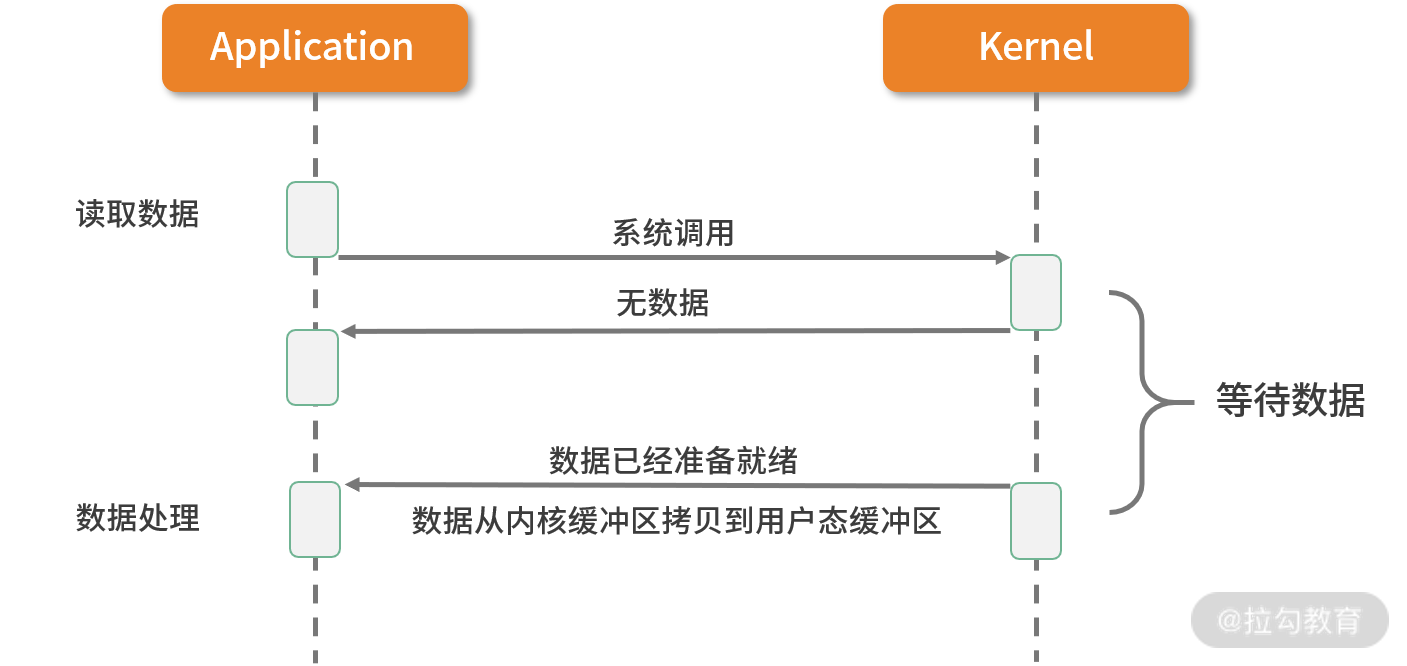 Application
Kernel
读取数据
系统调用
无数据
等待数据
数据已经准备就绪
数据处理
数据从内核缓冲区拷贝到用户态缓冲区
@拉勾教育